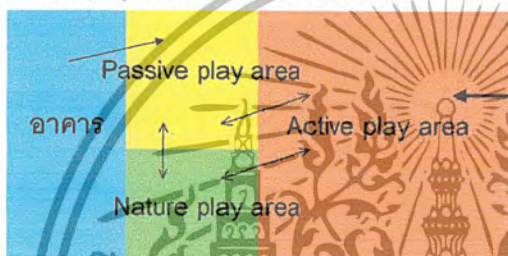 Passive play area
อาคาร
Active play area
Nature play area